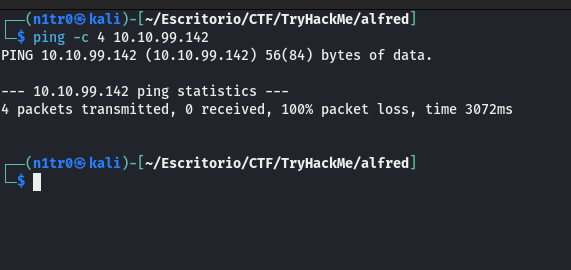 ┌──(n1tr0㉿kali)-[~/Escritorio/CTF/TryHackMe/alfred]
└─$ ping -c 4 10.10.99.142
PING 10.10.99.142 (10.10.99.142) 56(84) bytes of data.
--- 10.10.99.142 ping statistics ---
4 packets transmitted, 0 received, 100% packet loss, time 3072ms
┌──(n1tr0㉿kali)-[~/Escritorio/CTF/TryHackMe/alfred]
└─$